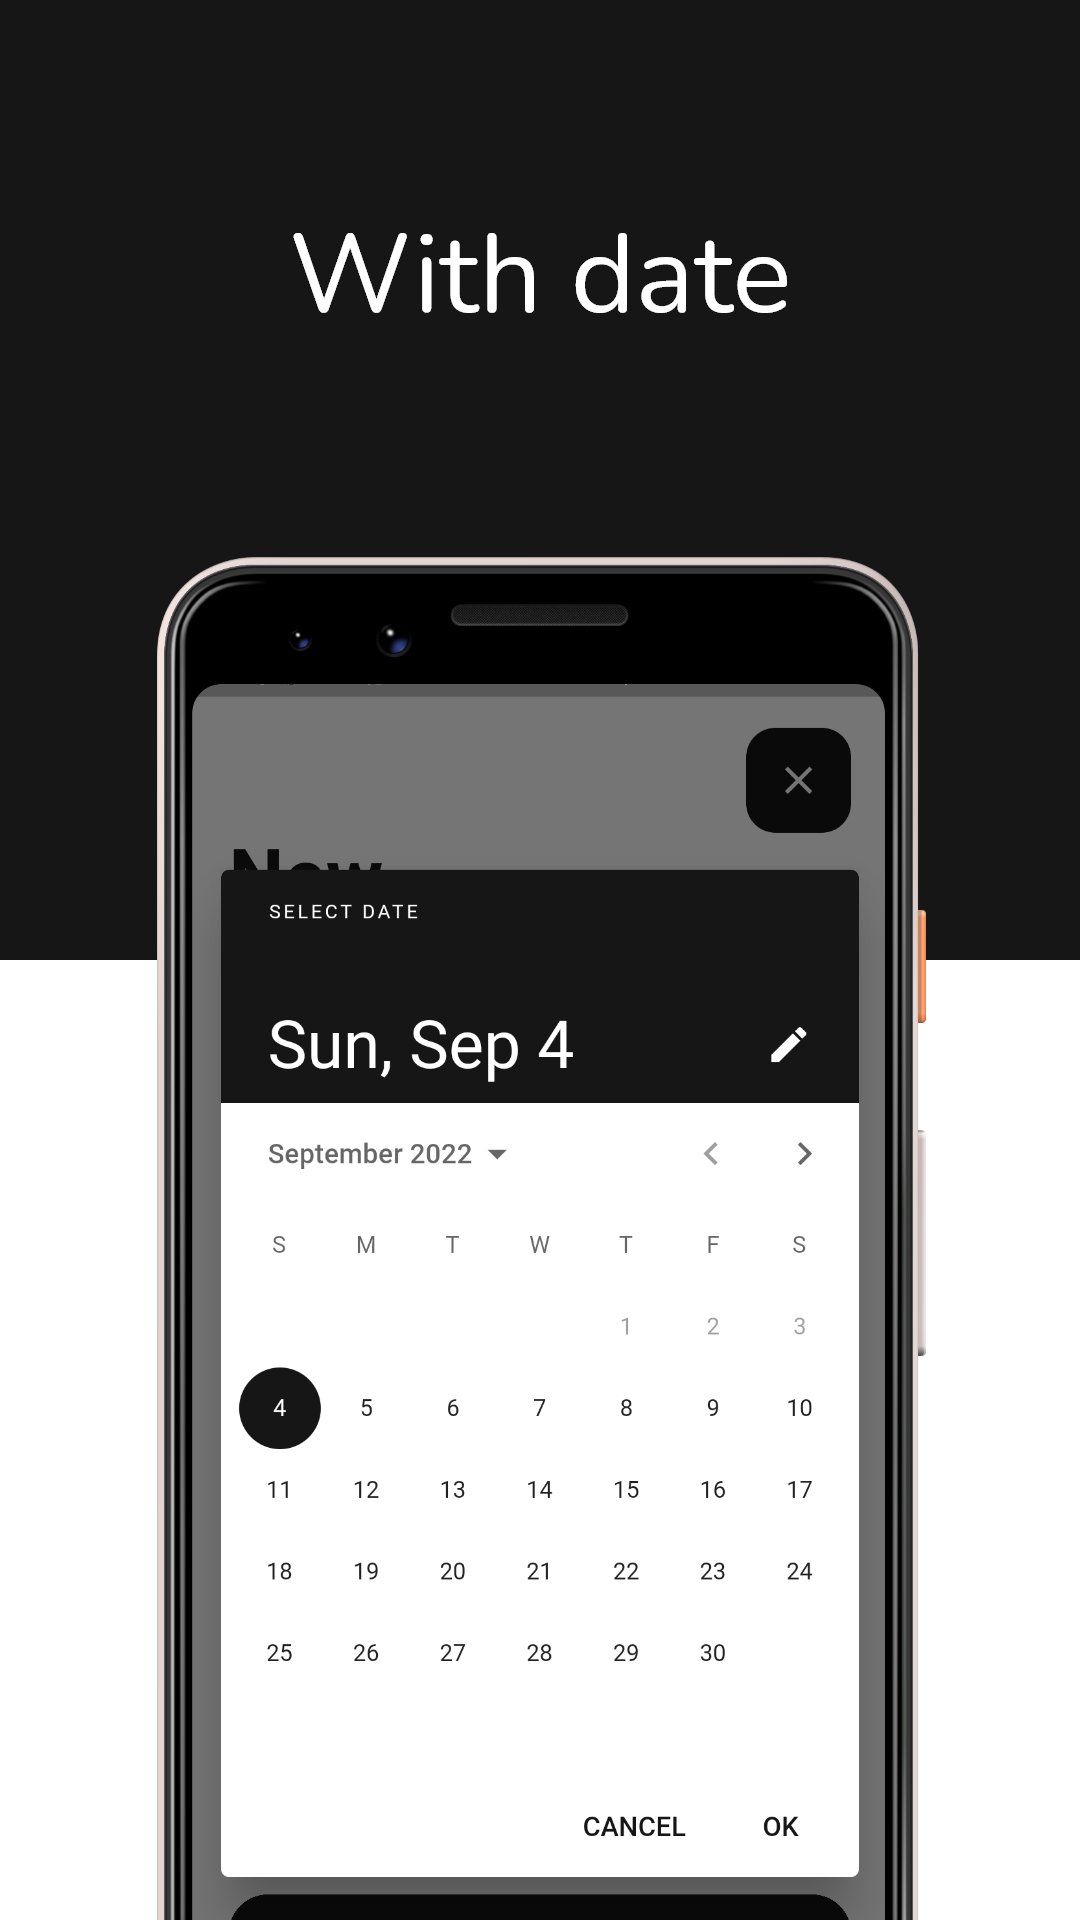 With date
SELECT DATE
Sun, Sep 4
September 2022
S M T W T F S
1 2 3
4 5 6 7 8 9 10
11 12 13 14 15 16 17
18 19 20 21 22 23 24
25 26 27 28 29 30
CANCEL OK